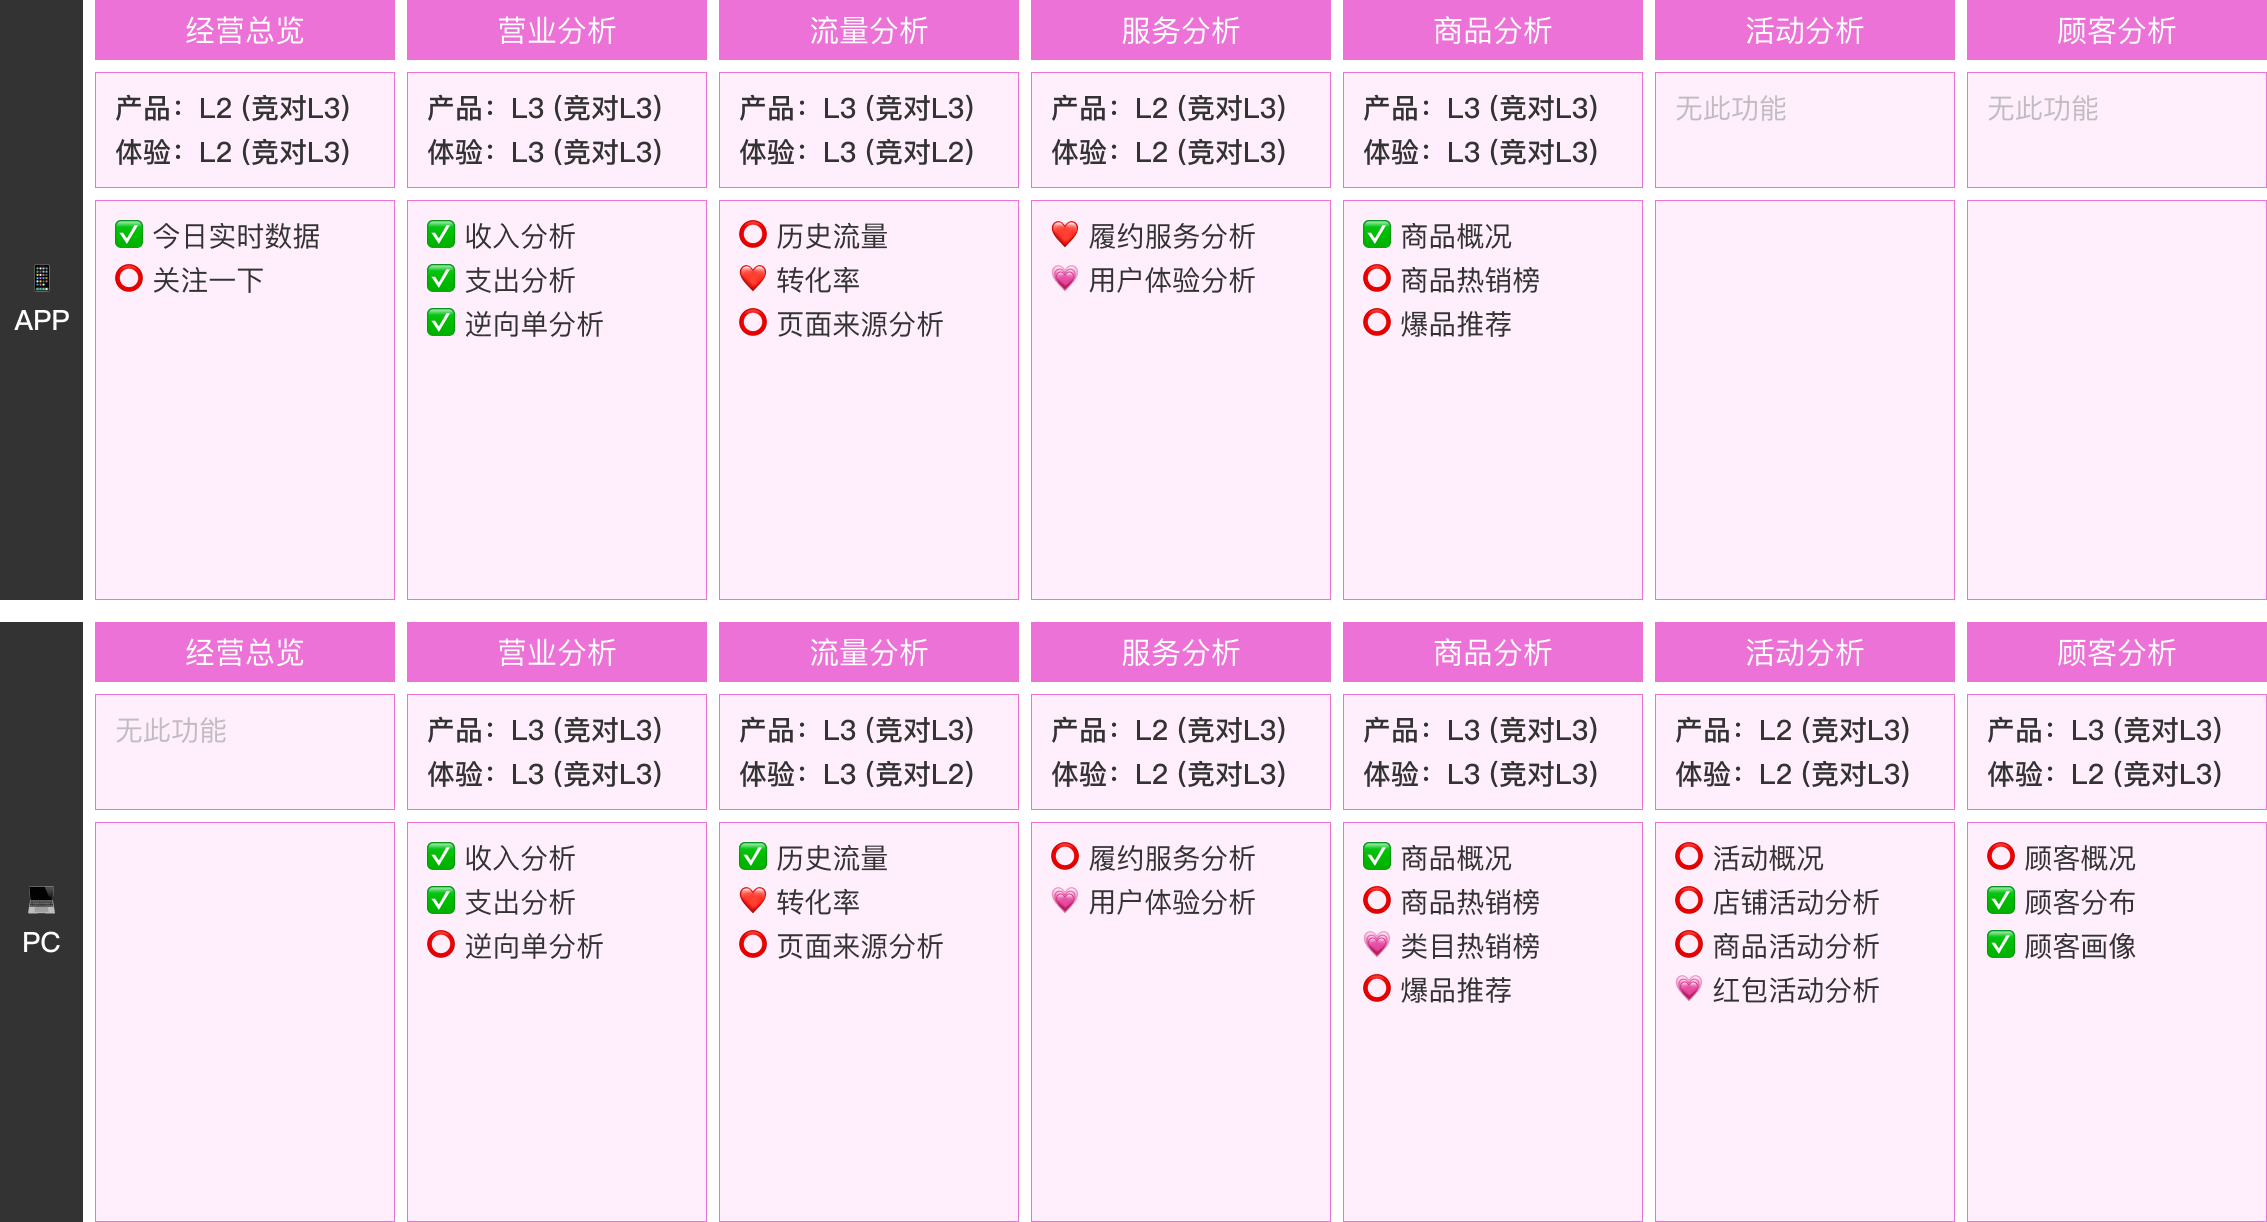 APP
经营总览
产品：L2 (竞对L3)
体验：L2 (竞对L3)
✅ 今日实时数据
⭕ 关注一下
营业分析
产品：L3 (竞对L3)
体验：L3 (竞对L3)
✅ 收入分析
✅ 支出分析
✅ 逆向单分析
流量分析
产品：L3 (竞对L3)
体验：L3 (竞对L2)
⭕ 历史流量
❤️ 转化率
⭕ 页面来源分析
服务分析
产品：L2 (竞对L3)
体验：L2 (竞对L3)
❤️ 履约服务分析
💗 用户体验分析
商品分析
产品：L3 (竞对L3)
体验：L3 (竞对L3)
✅ 商品概况
⭕ 商品热销榜
⭕ 爆品推荐
活动分析
无此功能
顾客分析
无此功能
PC
经营总览
无此功能
营业分析
产品：L3 (竞对L3)
体验：L3 (竞对L3)
✅ 收入分析
✅ 支出分析
⭕ 逆向单分析
流量分析
产品：L3 (竞对L3)
体验：L3 (竞对L2)
✅ 历史流量
❤️ 转化率
⭕ 页面来源分析
服务分析
产品：L2 (竞对L3)
体验：L2 (竞对L3)
⭕ 履约服务分析
💗 用户体验分析
商品分析
产品：L3 (竞对L3)
体验：L3 (竞对L3)
✅ 商品概况
⭕ 商品热销榜
💗 类目热销榜
⭕ 爆品推荐
活动分析
产品：L2 (竞对L3)
体验：L2 (竞对L3)
⭕ 活动概况
⭕ 店铺活动分析
⭕ 商品活动分析
💗 红包活动分析
顾客分析
产品：L3 (竞对L3)
体验：L2 (竞对L3)
⭕ 顾客概况
✅ 顾客分布
✅ 顾客画像